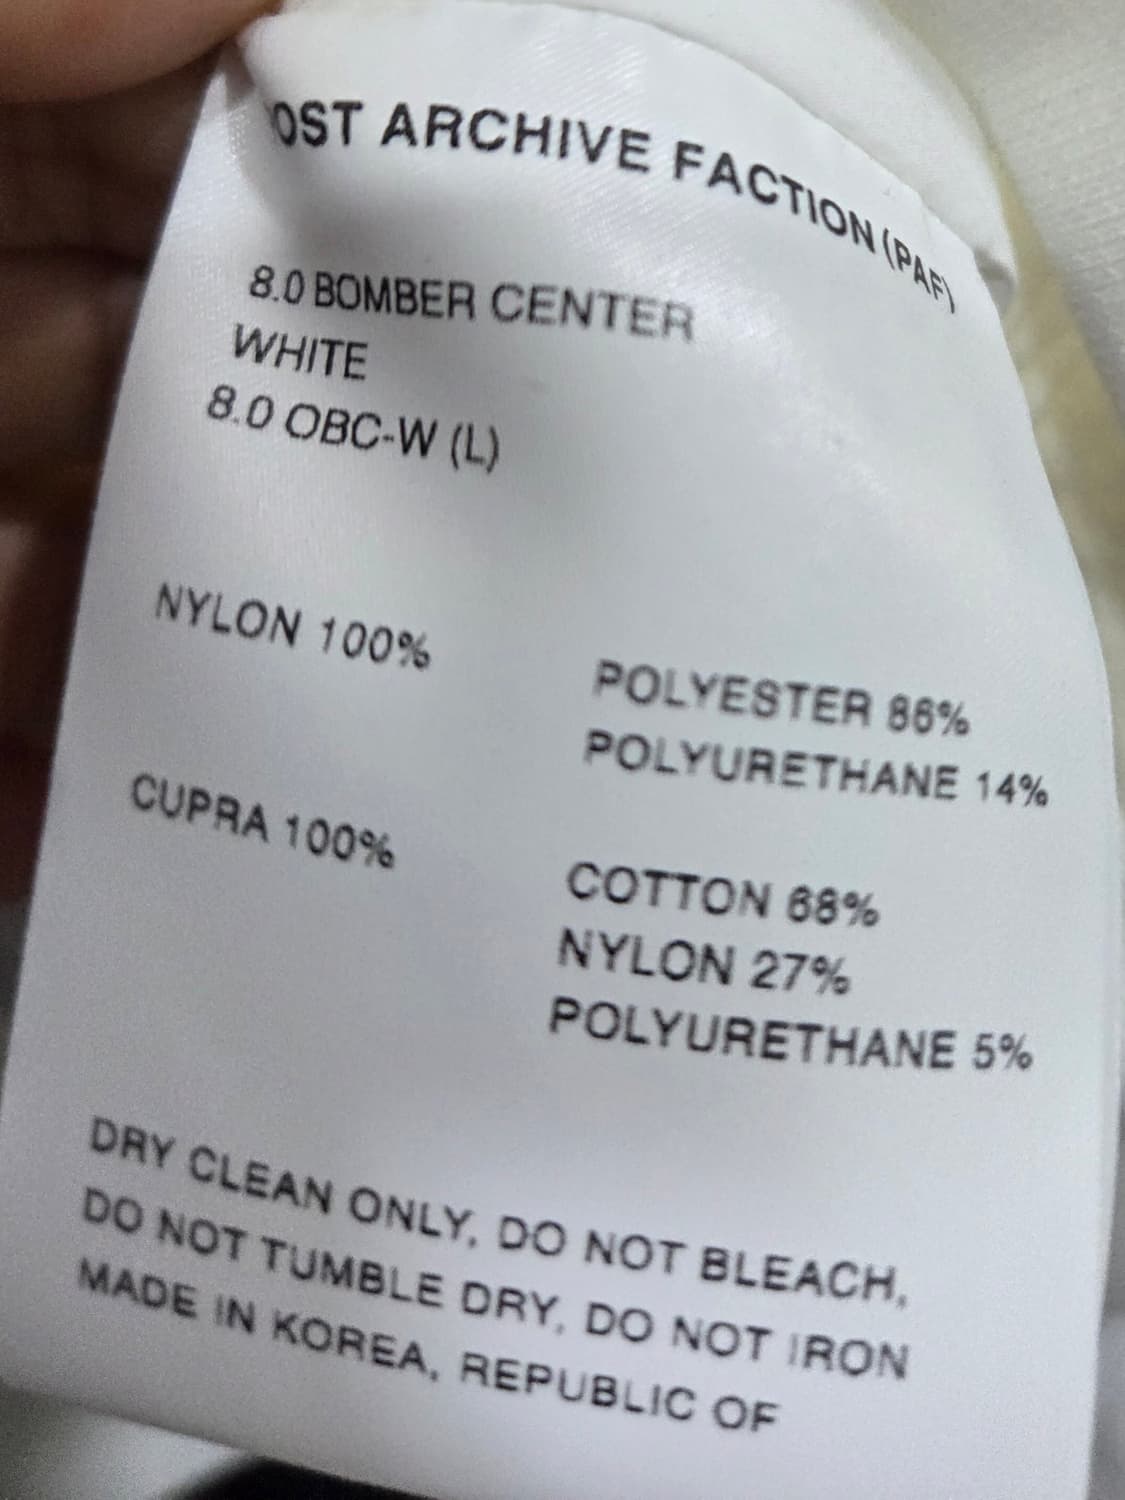 OST ARCHIVE FACTION (PAF)
8.0 BOMBER CENTER
WHITE
8.0 OBC-W (L)
NYLON 100%
POLYESTER 86%
POLYURETHANE 14%
CUPRA 100%
COTTON 68%
NYLON 27%
POLYURETHANE 5%
DRY CLEAN ONLY, DO NOT BLEACH,
DO NOT TUMBLE DRY, DO NOT IRON
MADE IN KOREA, REPUBLIC OF